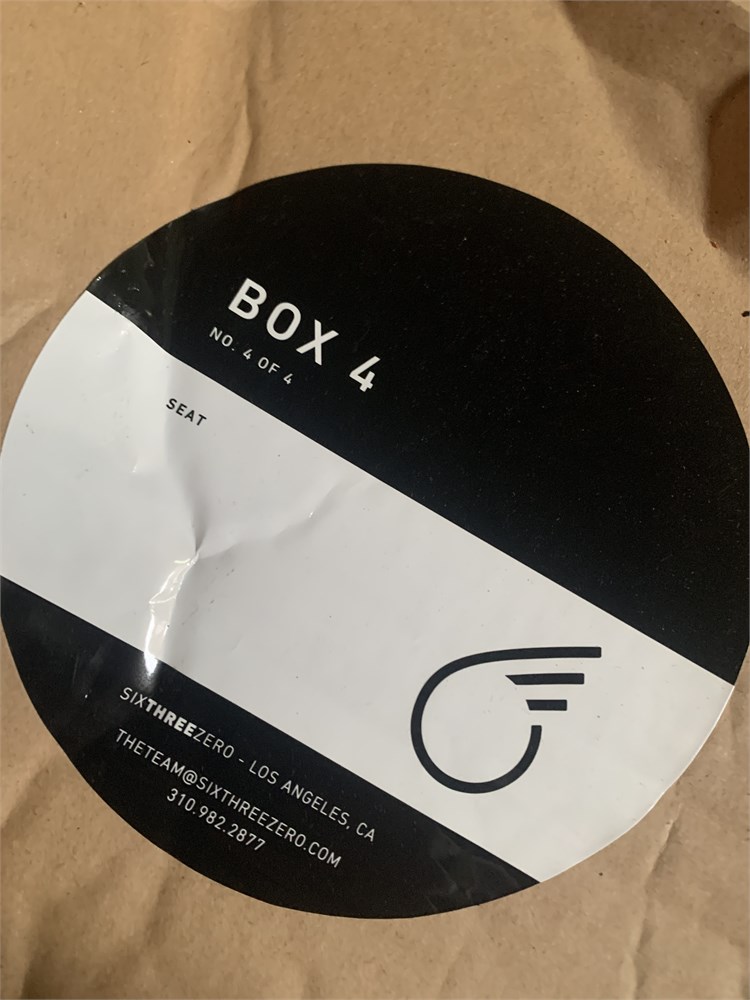 BOX 4
NO. 4 OF 4
SEAT
SIXTHREEZERO - LOS ANGELES, CA
THETEAM@SIXTHREEZERO.COM
310.982.2877